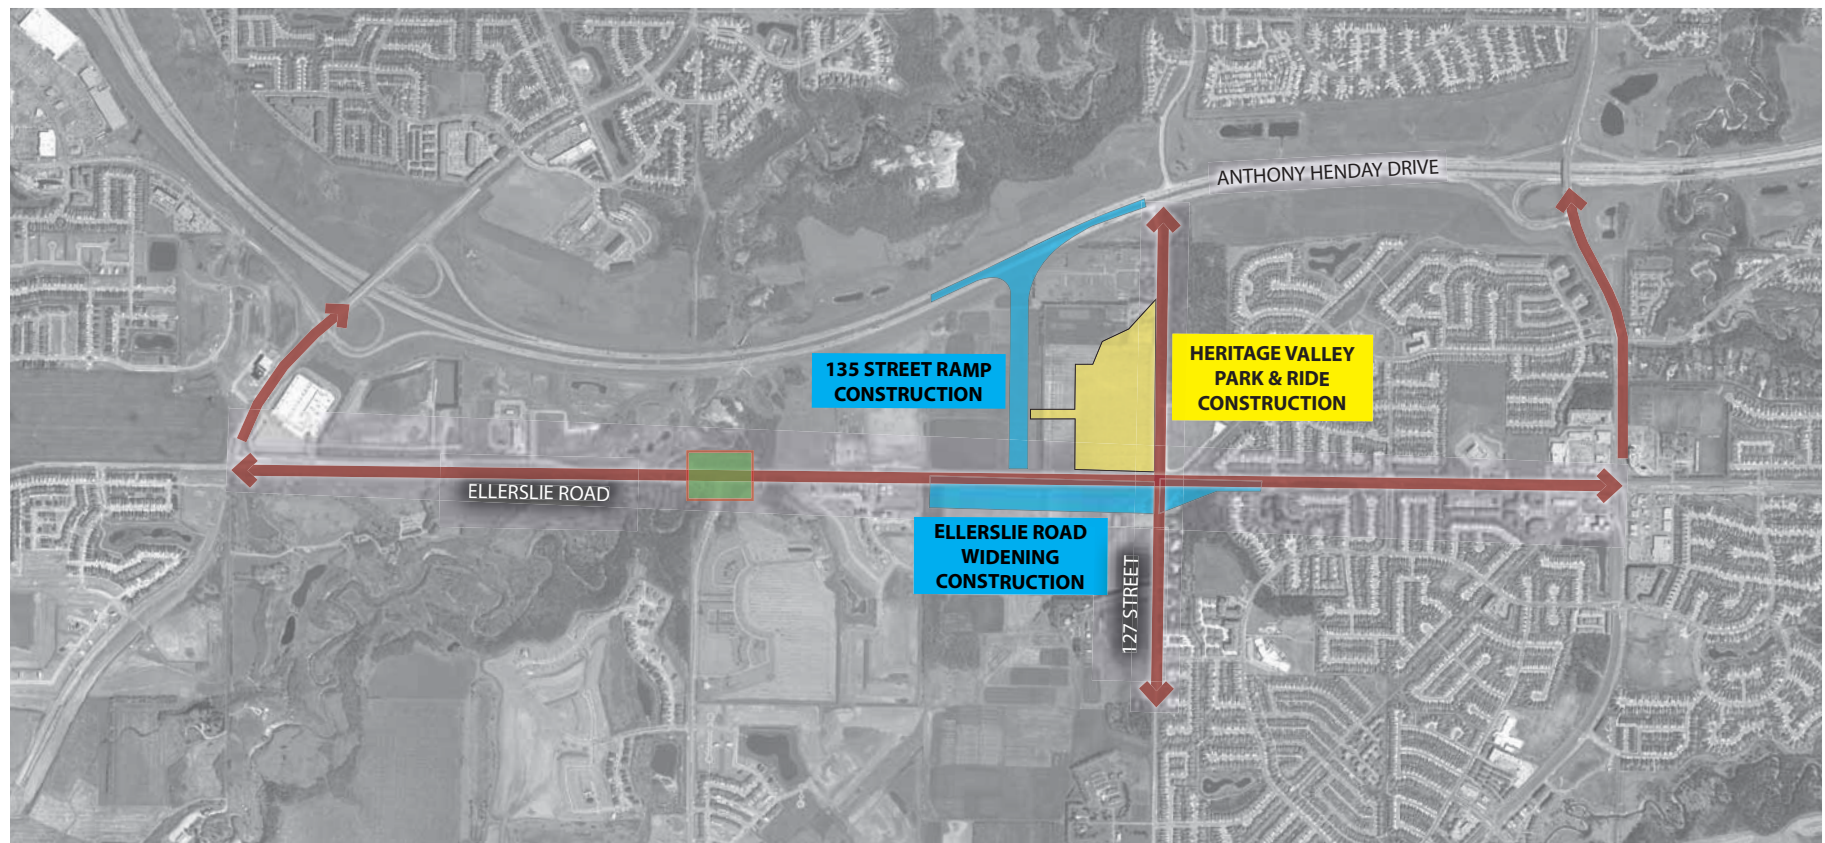 ANTHONY HENDAY DRIVE
135 STREET RAMP
CONSTRUCTION
HERITAGE VALLEY
PARK & RIDE
CONSTRUCTION
ELLERSLIE ROAD
ELLERSLIE ROAD
WIDENING
CONSTRUCTION
127 STREET